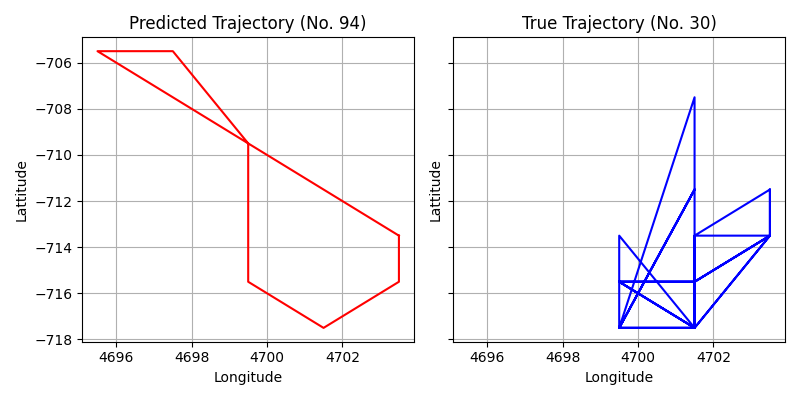 Predicted Trajectory (No. 94)
True Trajectory (No. 30)
Lattitude
−706
−708
−710
−712
−714
−716
−718
4696
4698
4700
4702
Longitude
Lattitude
4696
4698
4700
4702
Longitude